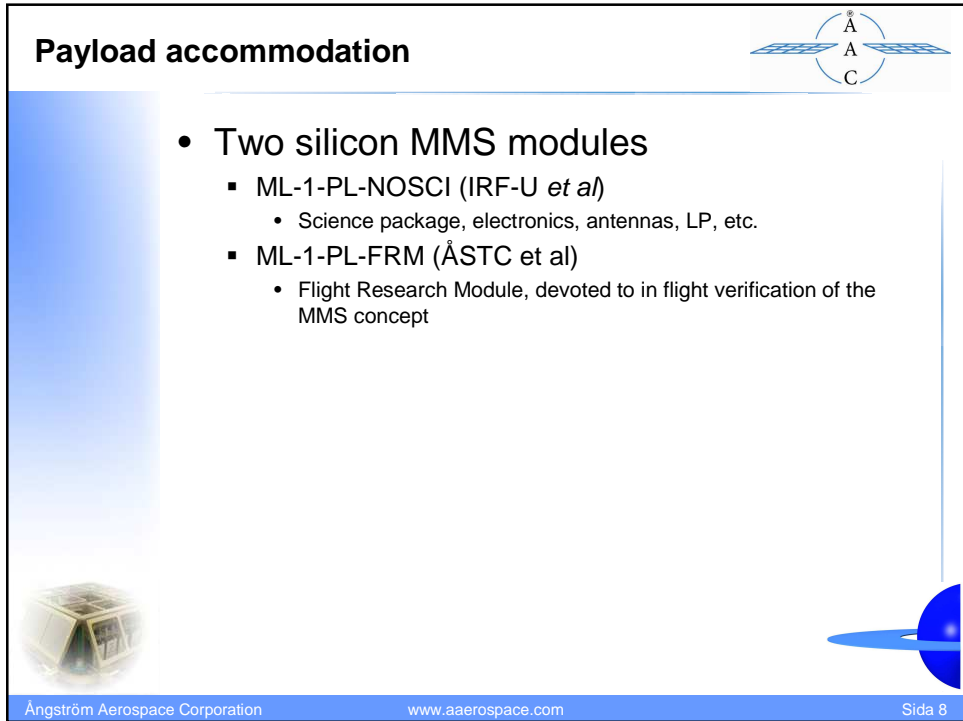 Payload accommodation
®
Å
A
C
• Two silicon MMS modules
▪ ML-1-PL-NOSCI (IRF-U et al)
• Science package, electronics, antennas, LP, etc.
▪ ML-1-PL-FRM (ÅSTC et al)
• Flight Research Module, devoted to in flight verification of the
MMS concept
Ångström Aerospace Corporation www.aaerospace.com Sida 8